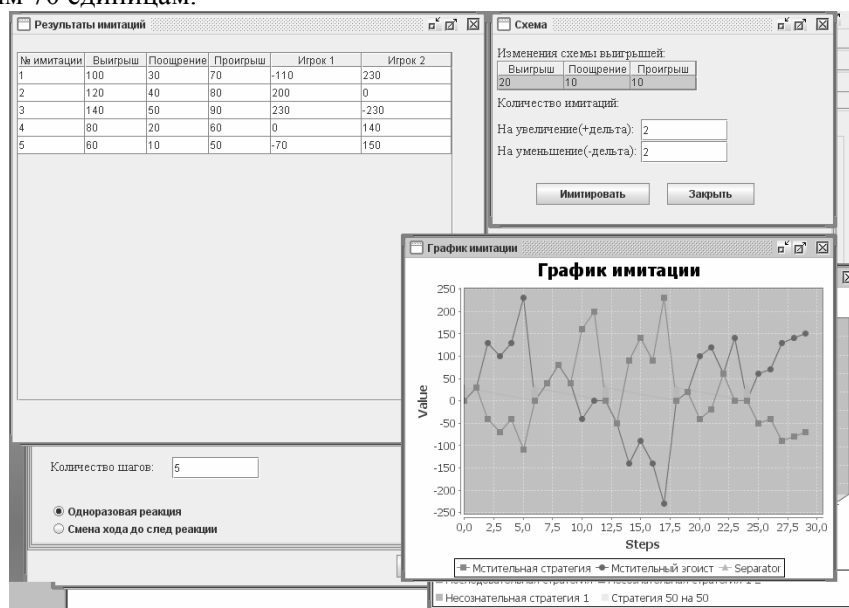 им 70 единицам.
Результаты имитаций
№ имитации Выигрыш Поощрение Проигрыш Игрок 1 Игрок 2
1 100 30 70 -110 230
2 120 40 80 200 0
3 140 50 90 230 -230
4 80 20 60 0 140
5 60 10 50 -70 150
Схема
Изменения схемы выигрышей:
Выигрыш Поощрение Проигрыш
20 10 10
Количество имитаций:
На увеличение(+дельта): 2
На уменьшение(-дельта): 2
Имитировать Закрыть
График имитации
График имитации
250
200
150
100
50
0
-50
-100
-150
-200
-250
Value
0,0 2,5 5,0 7,5 10,0 12,5 15,0 17,5 20,0 22,5 25,0 27,5 30,0
Steps
Мстительная стратегия Мстительный эгоист Separator
Количество шагов: 5
Одноразовая реакция
Смена хода до след реакции
Несознательная стратегия 1 Стратегия 50 на 50